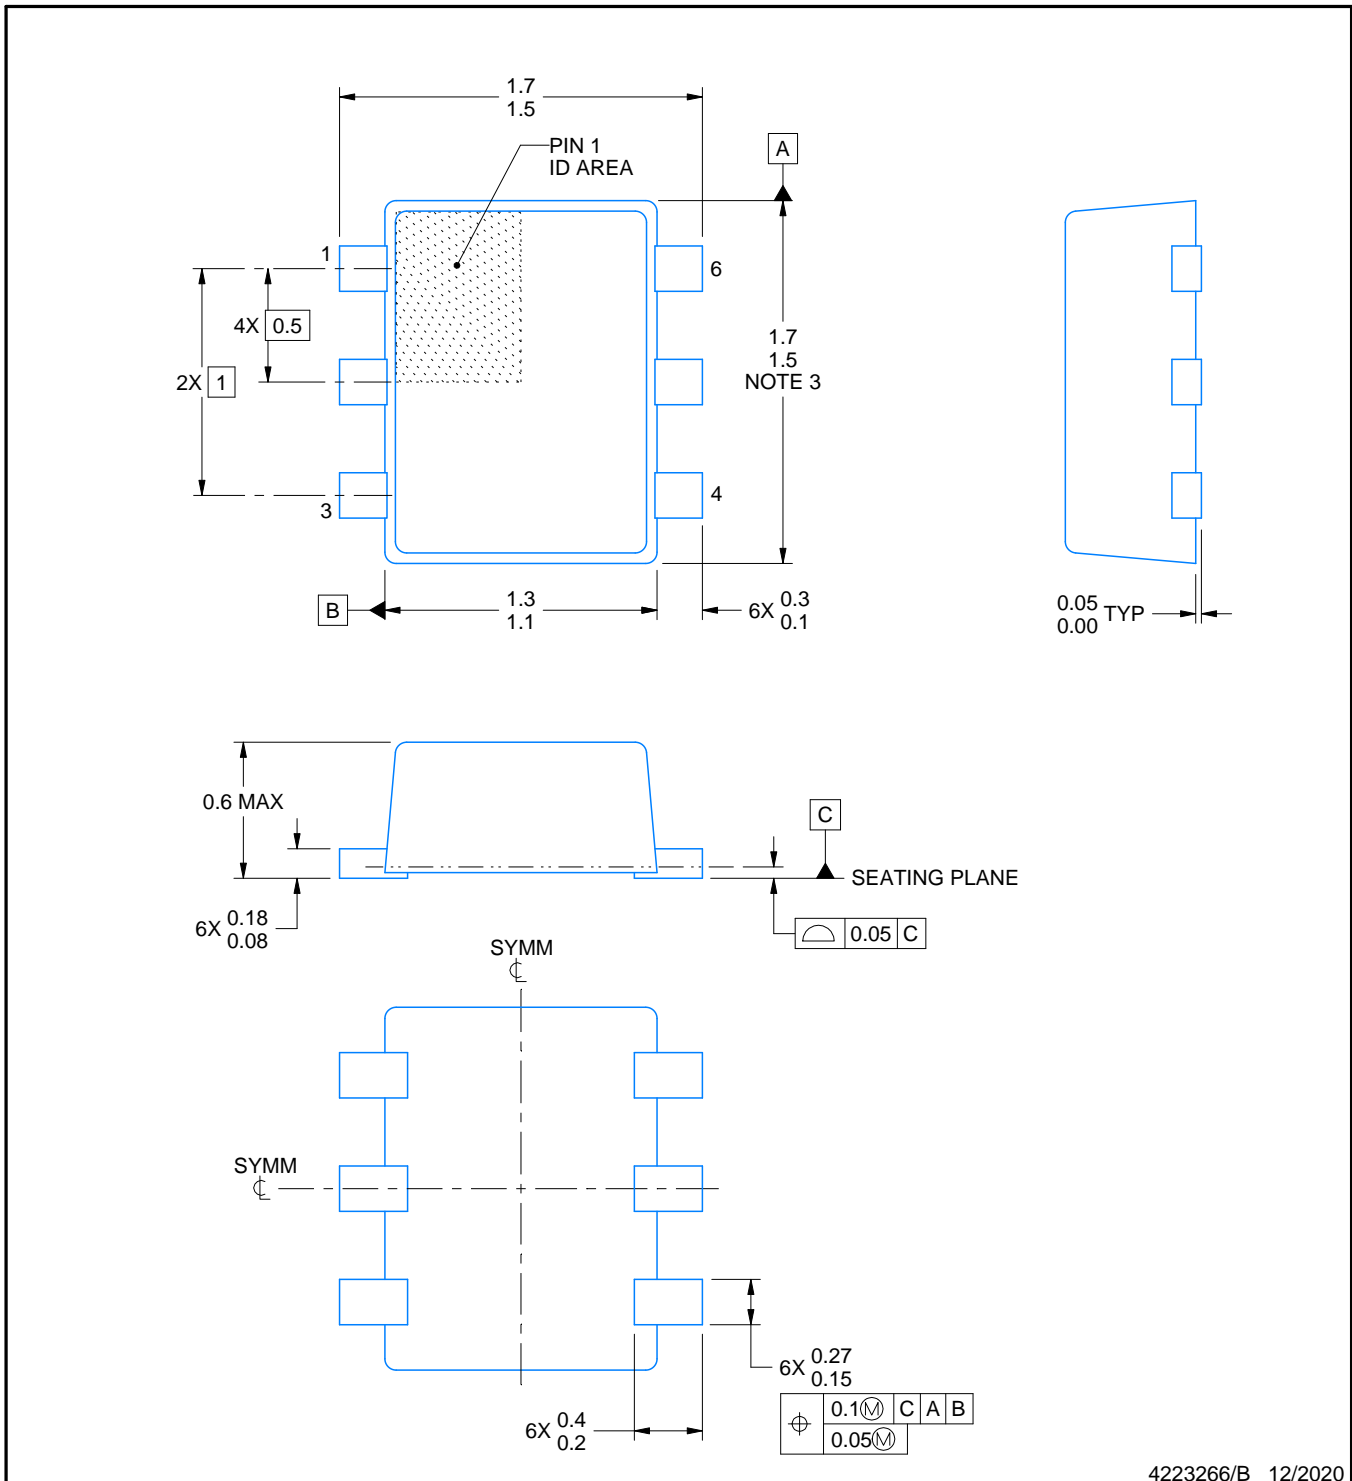 1.7
1.5
PIN 1
ID AREA
A
1
6
4X 0.5
1.7
1.5
NOTE 3
2X 1
3
4
B
1.3
1.1
6X 0.3
0.1
0.05
0.00 TYP
0.6 MAX
C
SEATING PLANE
6X 0.18
0.08
0.05 C
SYMM
SYMM
6X 0.27
0.15
0.1Ⓜ C A B
0.05Ⓜ
6X 0.4
0.2
4223266/B 12/2020